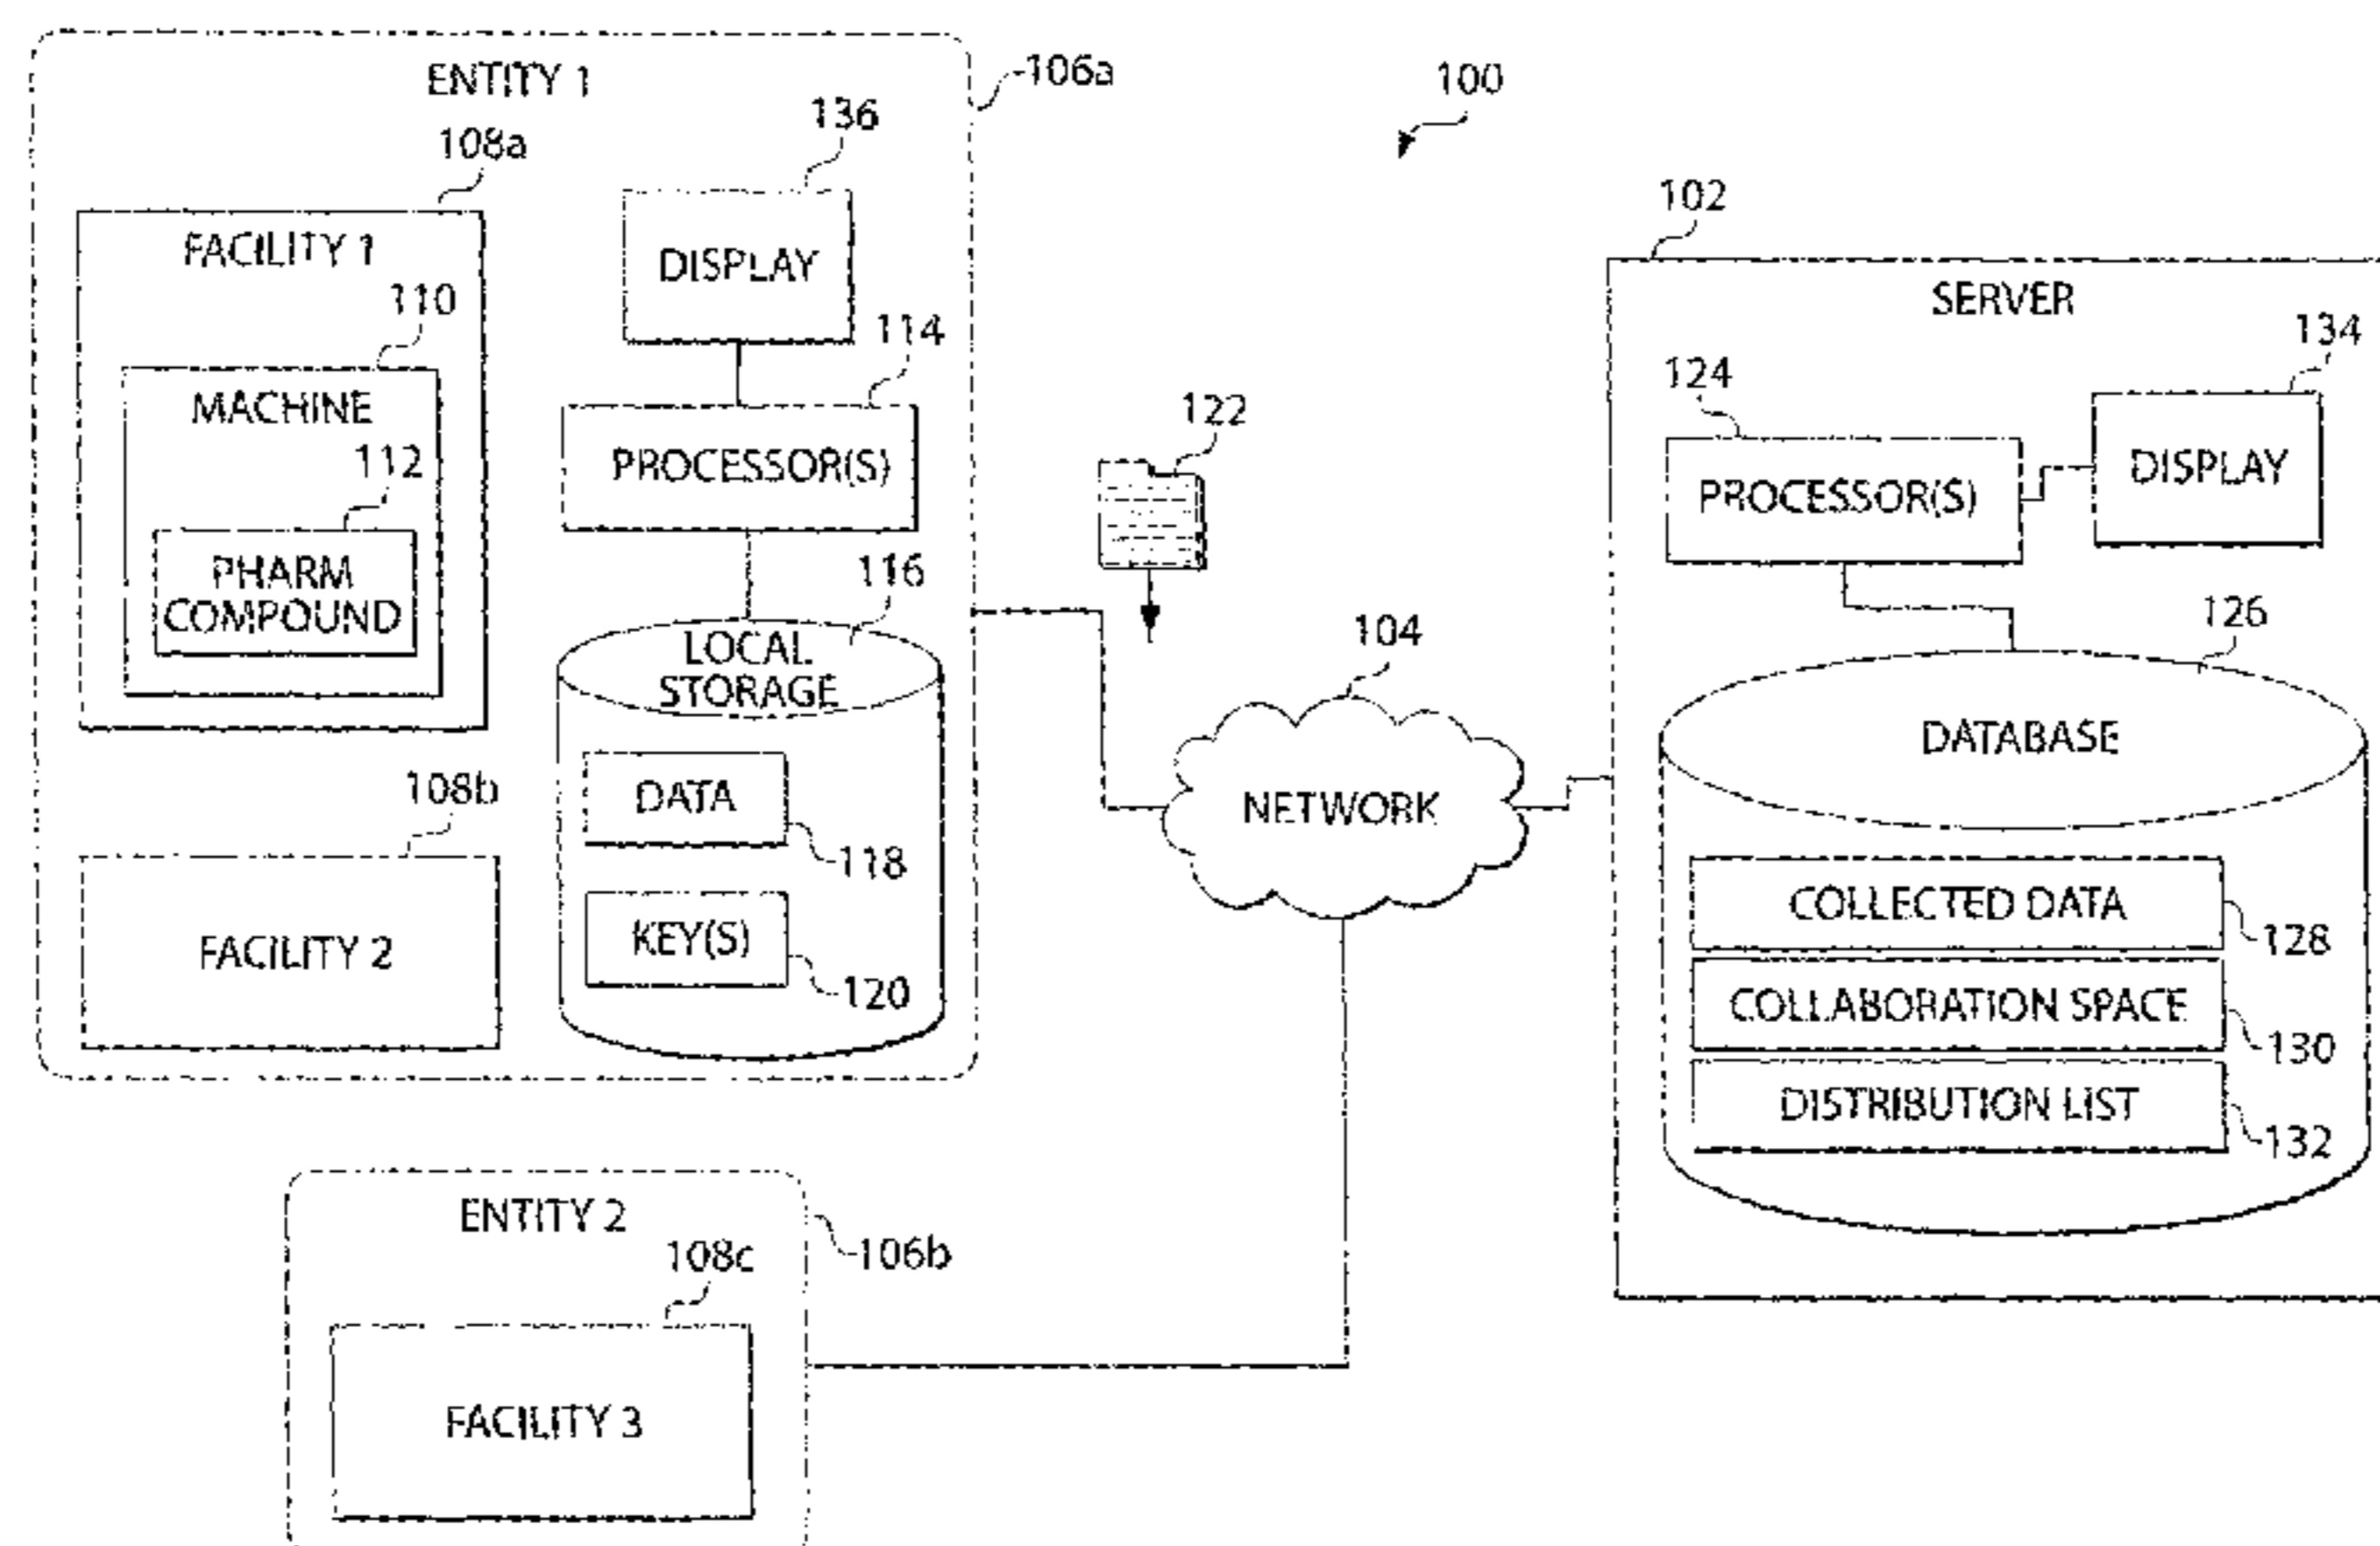 ENTITY 1
106a
108a
FACILITY 1
110
MACHINE
112
PHARM
COMPOUND
136
DISPLAY
114
PROCESSOR(S)
116
LOCAL
STORAGE
DATA
118
KEY(S)
120
108b
FACILITY 2
ENTITY 2
106b
108c
FACILITY 3
100
122
104
NETWORK
102
SERVER
124
PROCESSOR(S)
134
DISPLAY
126
DATABASE
COLLECTED DATA
128
COLLABORATION SPACE
130
DISTRIBUTION LIST
132